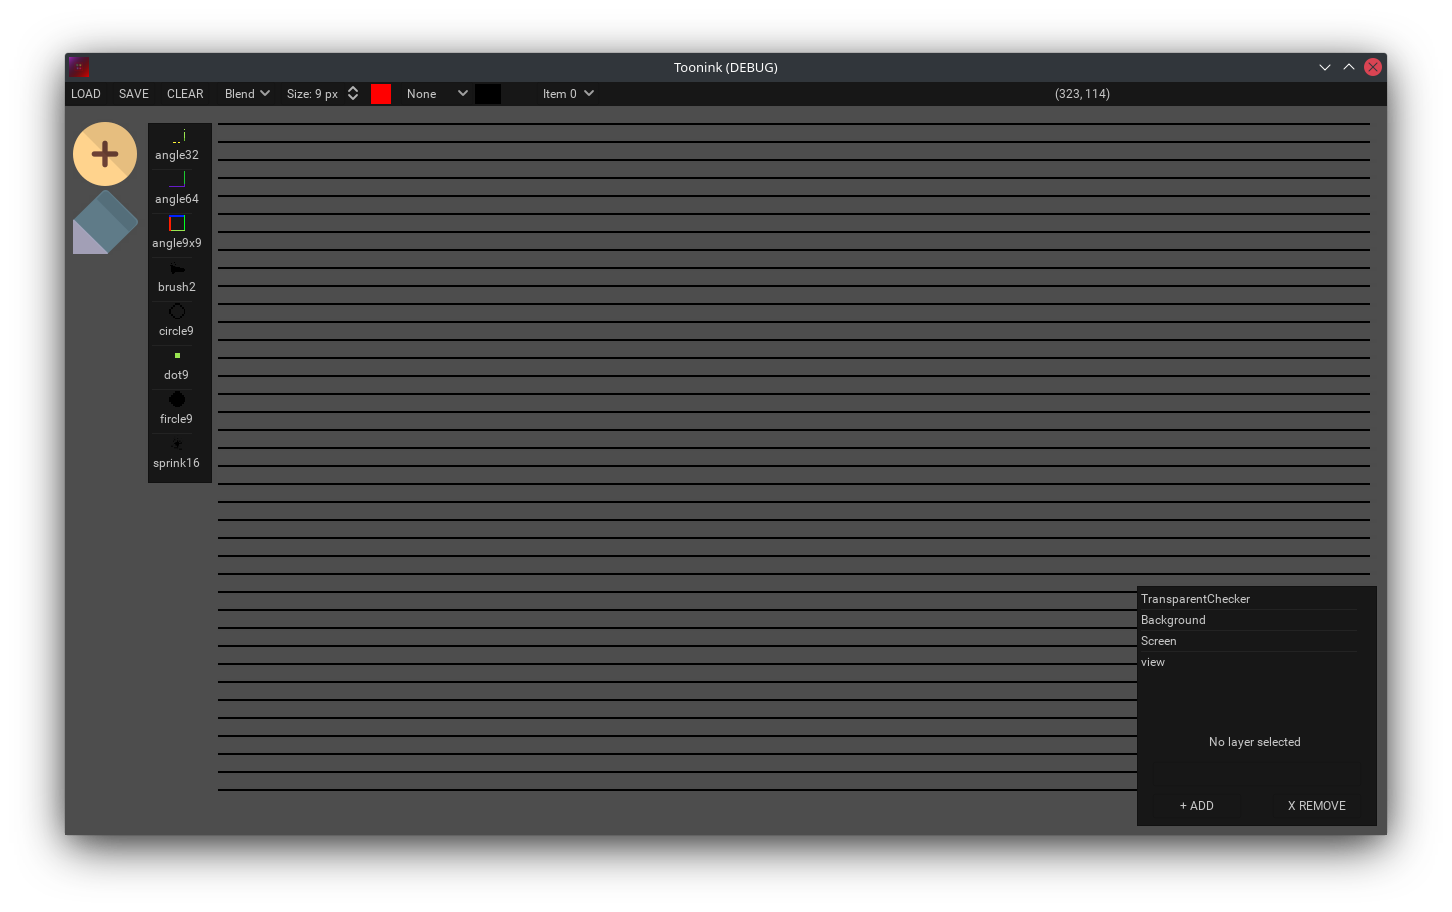 Toonink (DEBUG)
LOAD SAVE CLEAR Blend Size: 9 px None Item 0 (323, 114)
angle32
angle64
angle9x9
brush2
circle9
dot9
fircle9
sprink16
TransparentChecker
Background
Screen
view
No layer selected
+ ADD X REMOVE